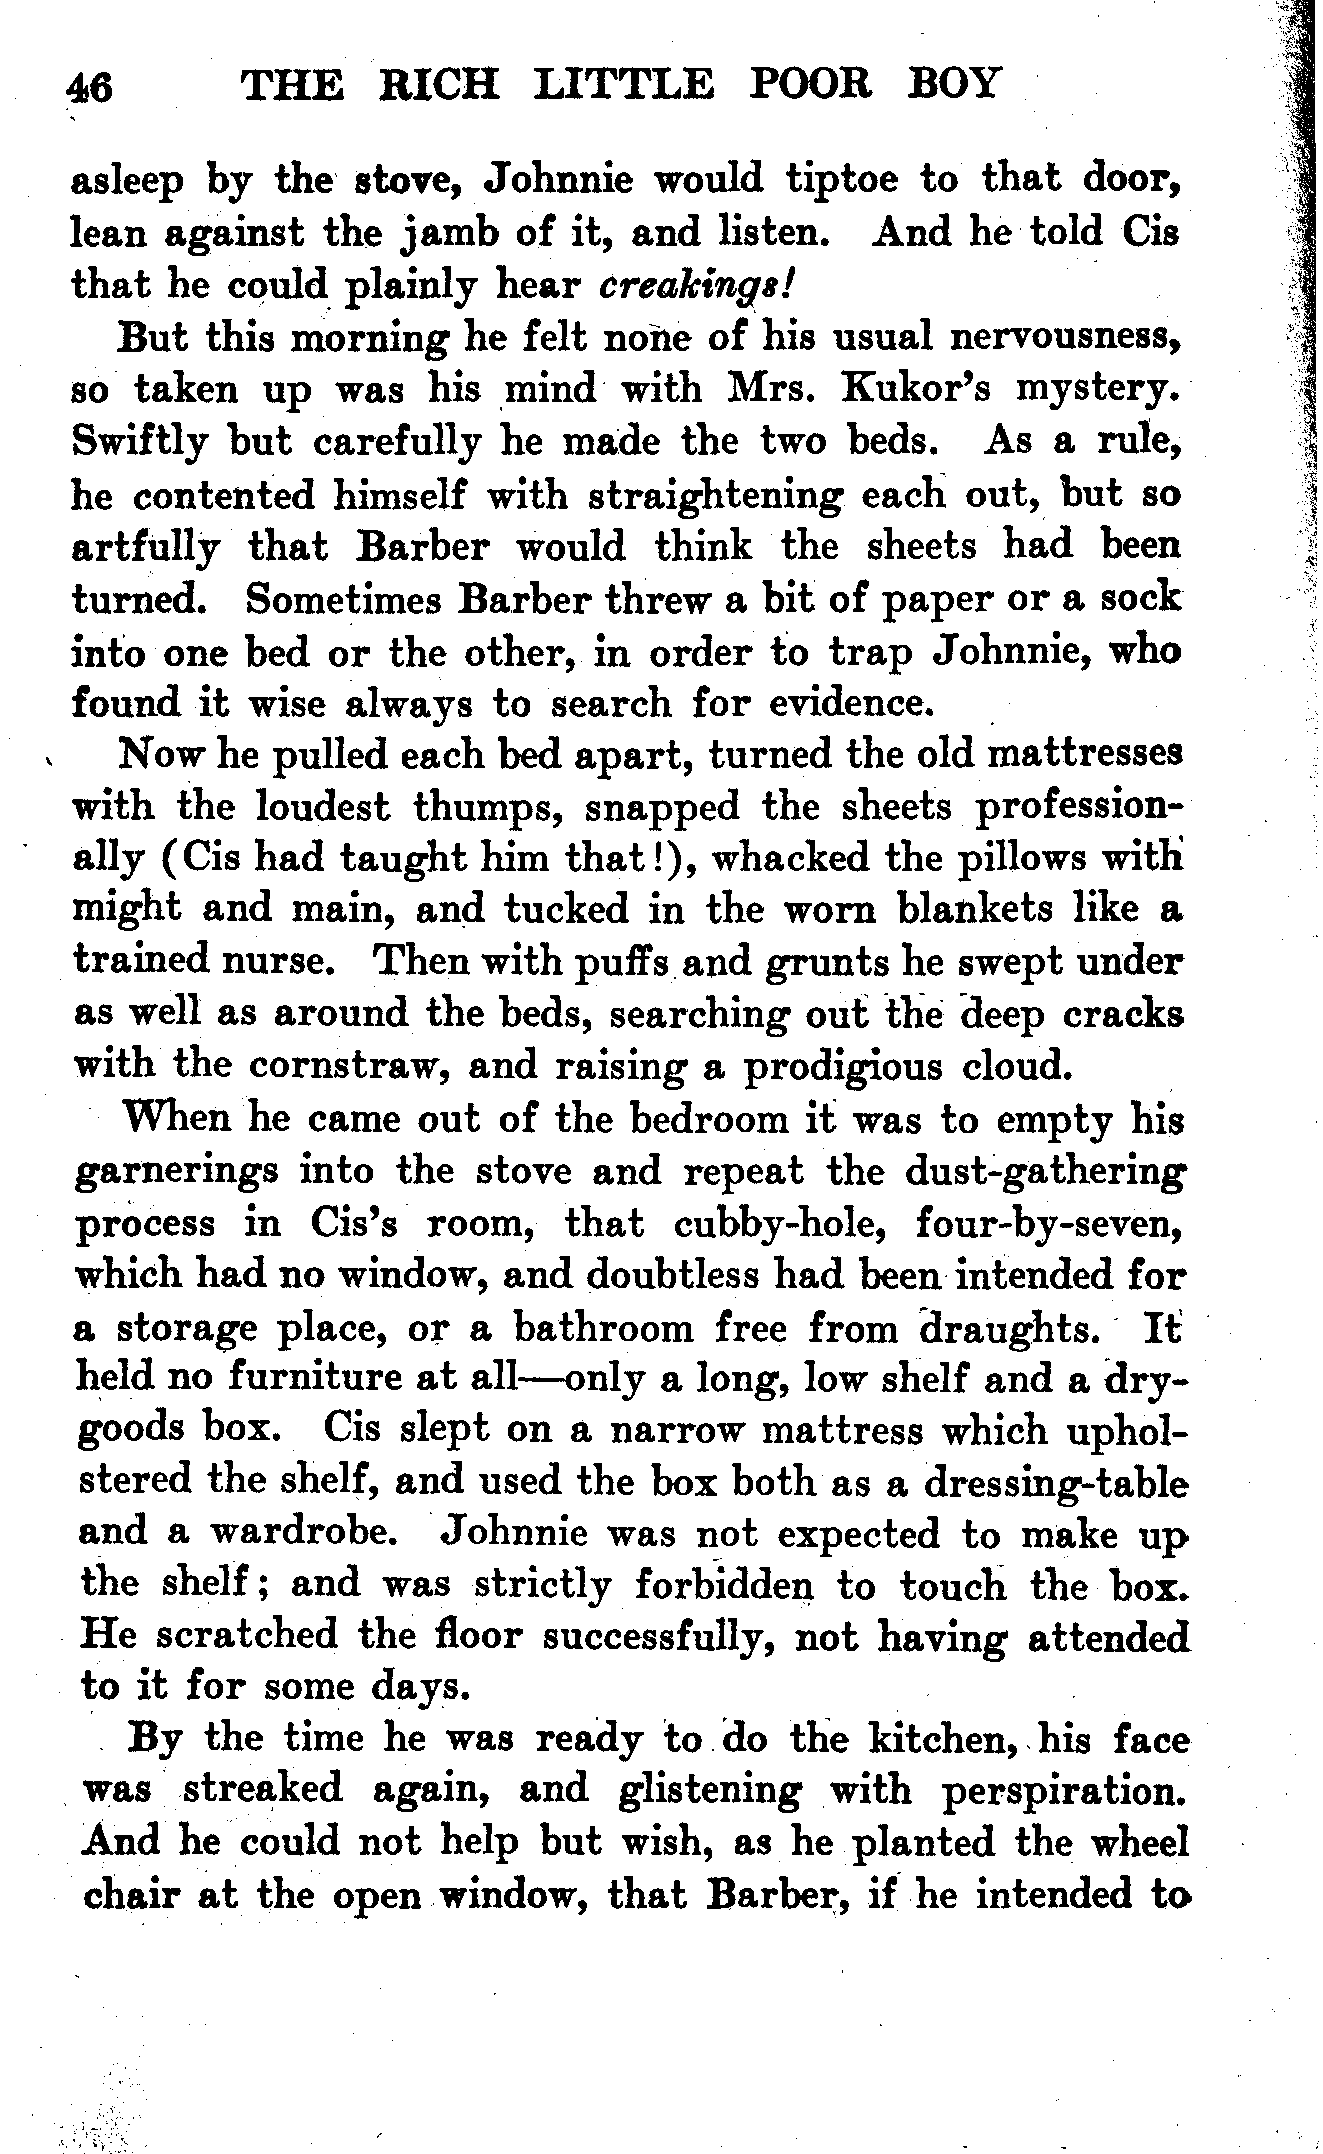 46 THE RICH LITTLE POOR BOY
asleep by the stove, Johnnie would tiptoe to that door,
lean against the jamb of it, and listen. And he told Cis
that he could plainly hear creakings!
But this morning he felt none of his usual nervousness,
so taken up was his mind with Mrs. Kukor's mystery.
Swiftly but carefully he made the two beds. As a rule,
he contented himself with straightening each out, but so
artfully that Barber would think the sheets had been
turned. Sometimes Barber threw a bit of paper or a sock
into one bed or the other, in order to trap Johnnie, who
found it wise always to search for evidence.
Now he pulled each bed apart, turned the old mattresses
with the loudest thumps, snapped the sheets profession-
ally (Cis had taught him that!), whacked the pillows with
might and main, and tucked in the worn blankets like a
trained nurse. Then with puffs and grunts he swept under
as well as around the beds, searching out the deep cracks
with the cornstraw, and raising a prodigious cloud.
When he came out of the bedroom it was to empty his
garnerings into the stove and repeat the dust-gathering
process in Cis's room, that cubby-hole, four-by-seven,
which had no window, and doubtless had been intended for
a storage place, or a bathroom free from draughts. It
held no furniture at all—only a long, low shelf and a dry-
goods box. Cis slept on a narrow mattress which uphol-
stered the shelf, and used the box both as a dressing-table
and a wardrobe. Johnnie was not expected to make up
the shelf; and was strictly forbidden to touch the box.
He scratched the floor successfully, not having attended
to it for some days.
By the time he was ready to do the kitchen, his face
was streaked again, and glistening with perspiration.
And he could not help but wish, as he planted the wheel
chair at the open window, that Barber, if he intended to